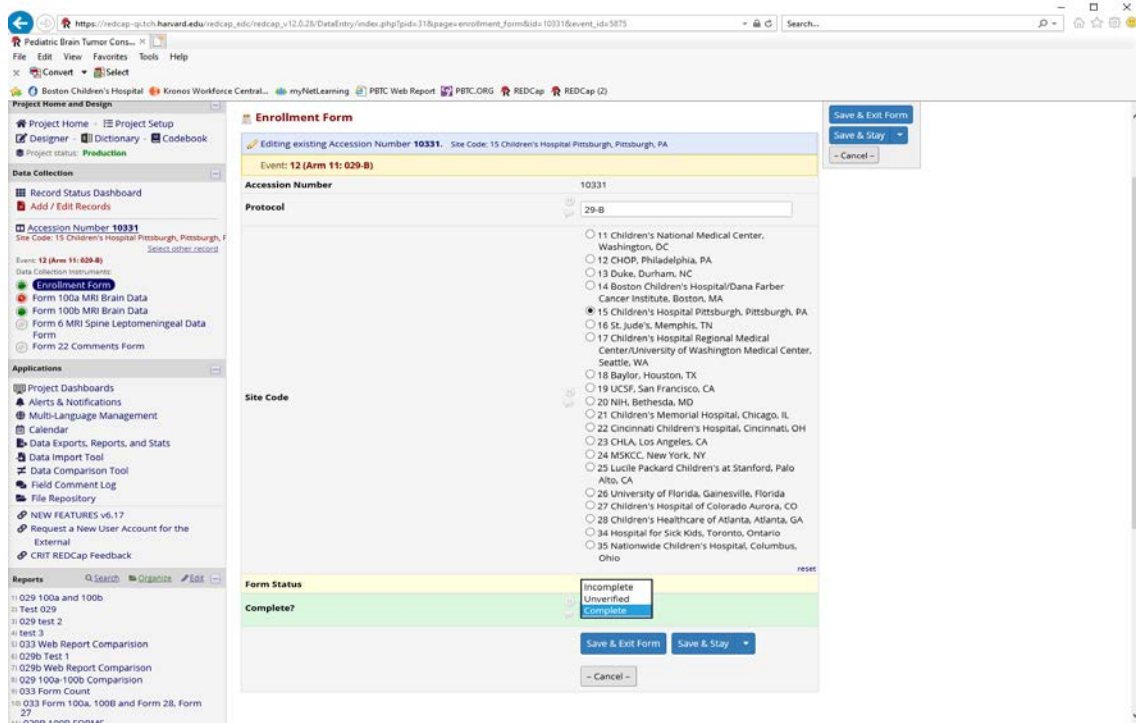 https://redcap-qi.tch.harvard.edu/redcap_edc/redcap_v12.0.28/DataEntry/index.php?pid=31&page=enrollment_form&id=10331&event_id=5875
Search...
Pediatric Brain Tumor Cons...
File Edit View Favorites Tools Help
Convert Select
Boston Children's Hospital Kronos Workforce Central... myNetLearning PBTC Web Report PBTC.ORG REDCap REDCap (2)
Project Home and Design
Project Home · Project Setup
Designer · Dictionary · Codebook
Project status: Production
Data Collection
Record Status Dashboard
Add / Edit Records
Accession Number 10331
Site Code: 15 Children's Hospital Pittsburgh, Pittsburgh, P
Select other record
Event: 12 (Arm 11: 029-B)
Data Collection Instruments:
Enrollment Form
Form 100a MRI Brain Data
Form 100b MRI Brain Data
Form 6 MRI Spine Leptomeningeal Data
Form
Form 22 Comments Form
Applications
Project Dashboards
Alerts & Notifications
Multi-Language Management
Calendar
Data Exports, Reports, and Stats
Data Import Tool
Data Comparison Tool
Field Comment Log
File Repository
NEW FEATURES v6.17
Request a New User Account for the
External
CRIT REDCap Feedback
Reports Search Organize Edit
1) 029 100a and 100b
2) Test 029
3) 029 test 2
4) test 3
5) 033 Web Report Comparision
6) 029b Test 1
7) 029b Web Report Comparison
8) 029 100a-100b Comparision
9) 033 Form Count
10) 033 Form 100a, 100B and Form 28, Form
27
029B 100B FORMS
Enrollment Form
Editing existing Accession Number 10331. Site Code: 15 Children's Hospital Pittsburgh, Pittsburgh, PA
Event: 12 (Arm 11: 029-B)
Accession Number 10331
Protocol 29-B
Site Code
11 Children's National Medical Center,
Washington, DC
12 CHOP, Philadelphia, PA
13 Duke, Durham, NC
14 Boston Children's Hospital/Dana Farber
Cancer Institute, Boston, MA
15 Children's Hospital Pittsburgh, Pittsburgh, PA
16 St. Jude's, Memphis, TN
17 Children's Hospital Regional Medical
Center/University of Washington Medical Center,
Seattle, WA
18 Baylor, Houston, TX
19 UCSF, San Francisco, CA
20 NIH, Bethesda, MD
21 Children's Memorial Hospital, Chicago, IL
22 Cincinnati Children's Hospital, Cincinnati, OH
23 CHLA, Los Angeles, CA
24 MSKCC, New York, NY
25 Lucile Packard Children's at Stanford, Palo
Alto, CA
26 University of Florida, Gainesville, Florida
27 Children's Hospital of Colorado Aurora, CO
28 Children's Healthcare of Atlanta, Atlanta, GA
34 Hospital for Sick Kids, Toronto, Ontario
35 Nationwide Children's Hospital, Columbus,
Ohio
reset
Form Status
Complete?
Incomplete
Unverified
Complete
Save & Exit Form Save & Stay
-- Cancel --
Save & Exit Form
Save & Stay
-- Cancel --